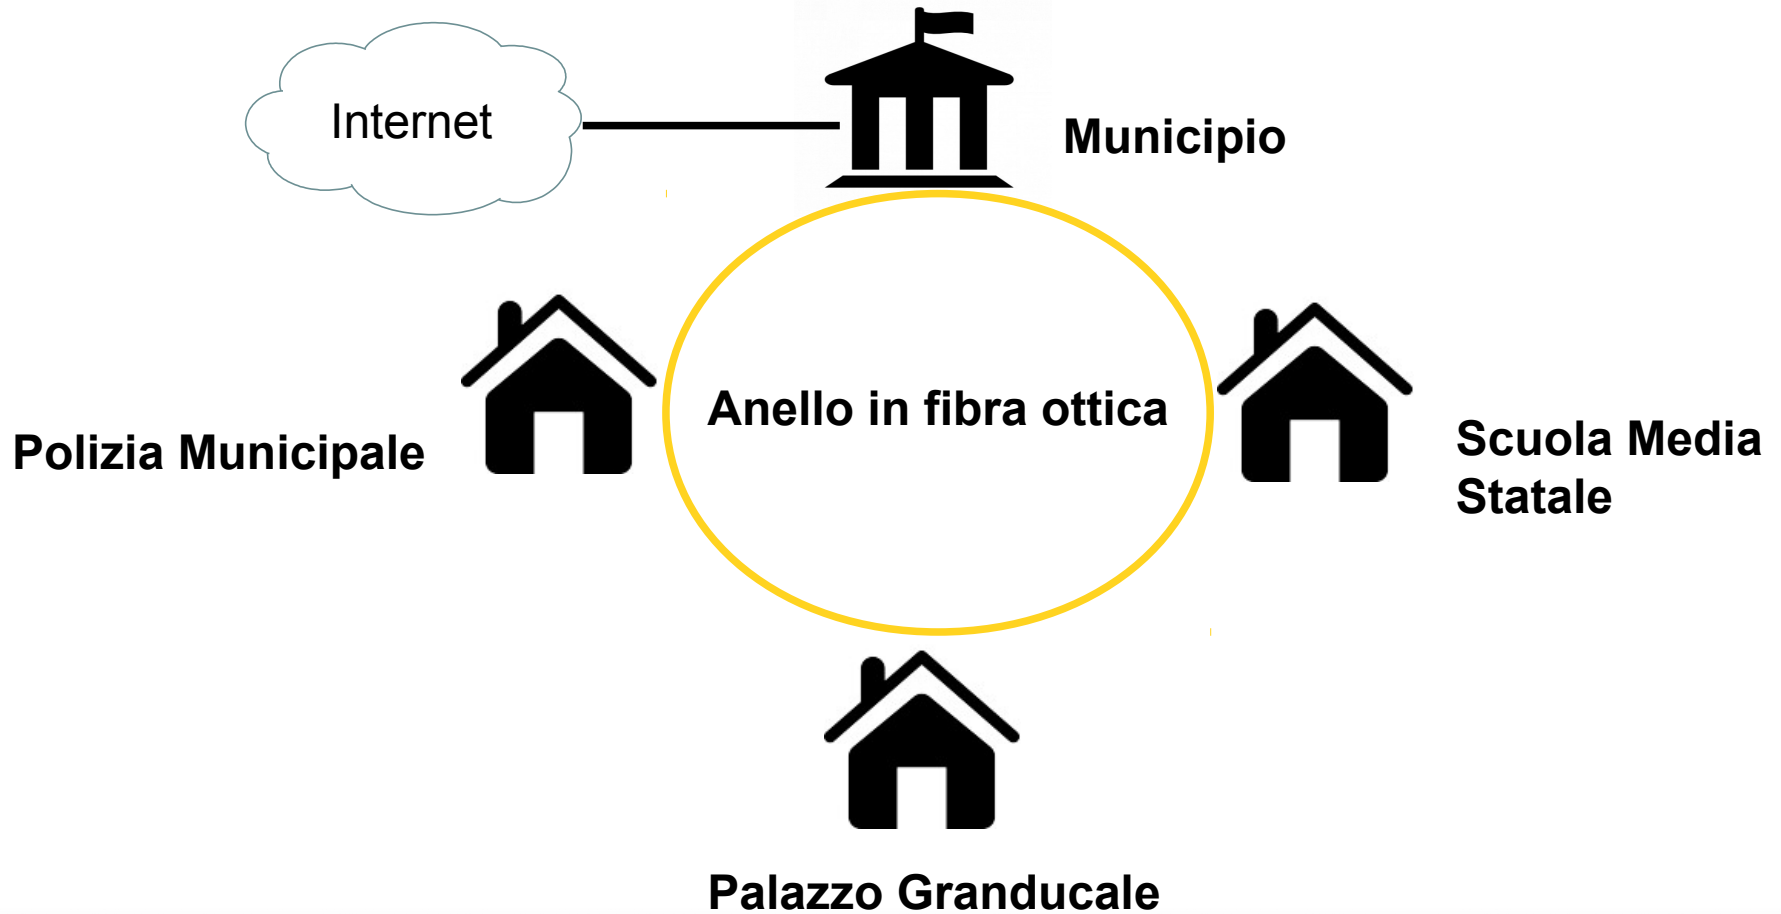 Internet
Municipio
Anello in fibra ottica
Polizia Municipale
Scuola Media
Statale
Palazzo Granducale